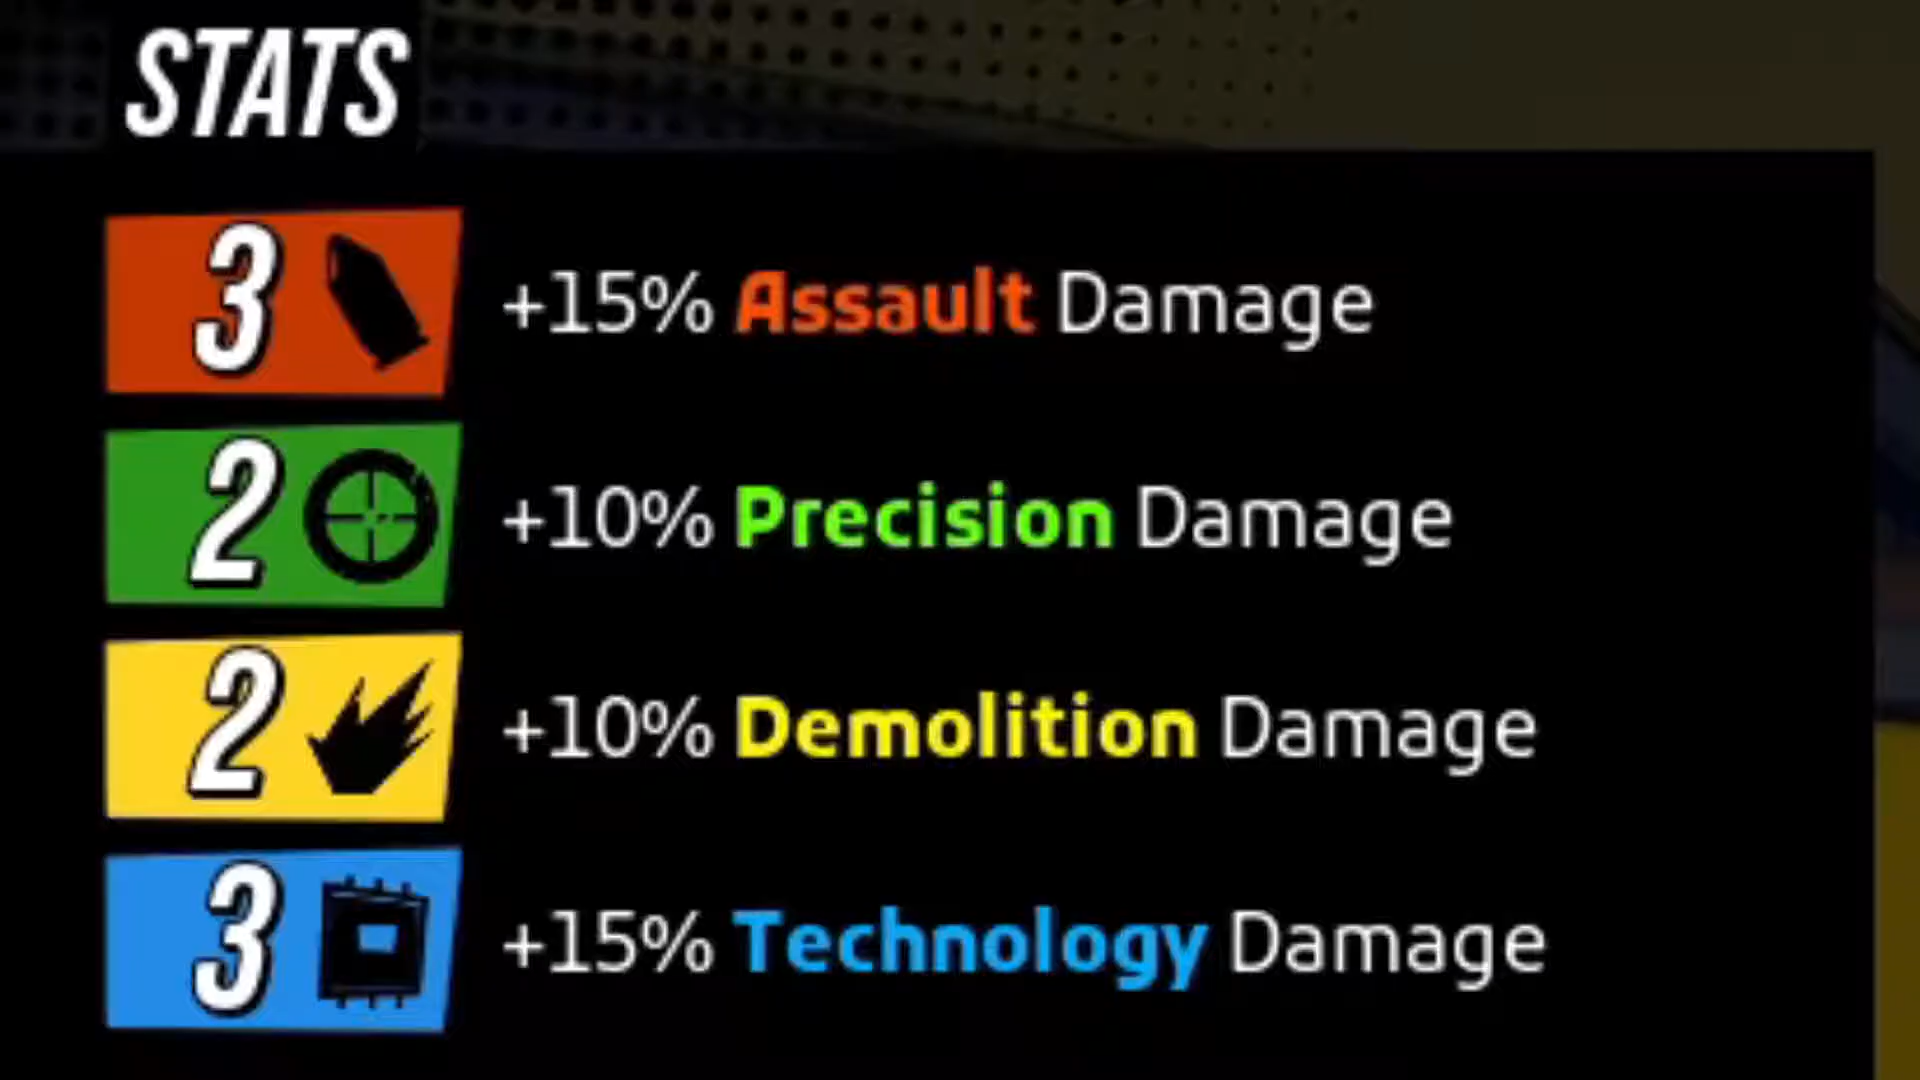 STATS
3 +15% Assault Damage
2 +10% Precision Damage
2 +10% Demolition Damage
3 +15% Technology Damage